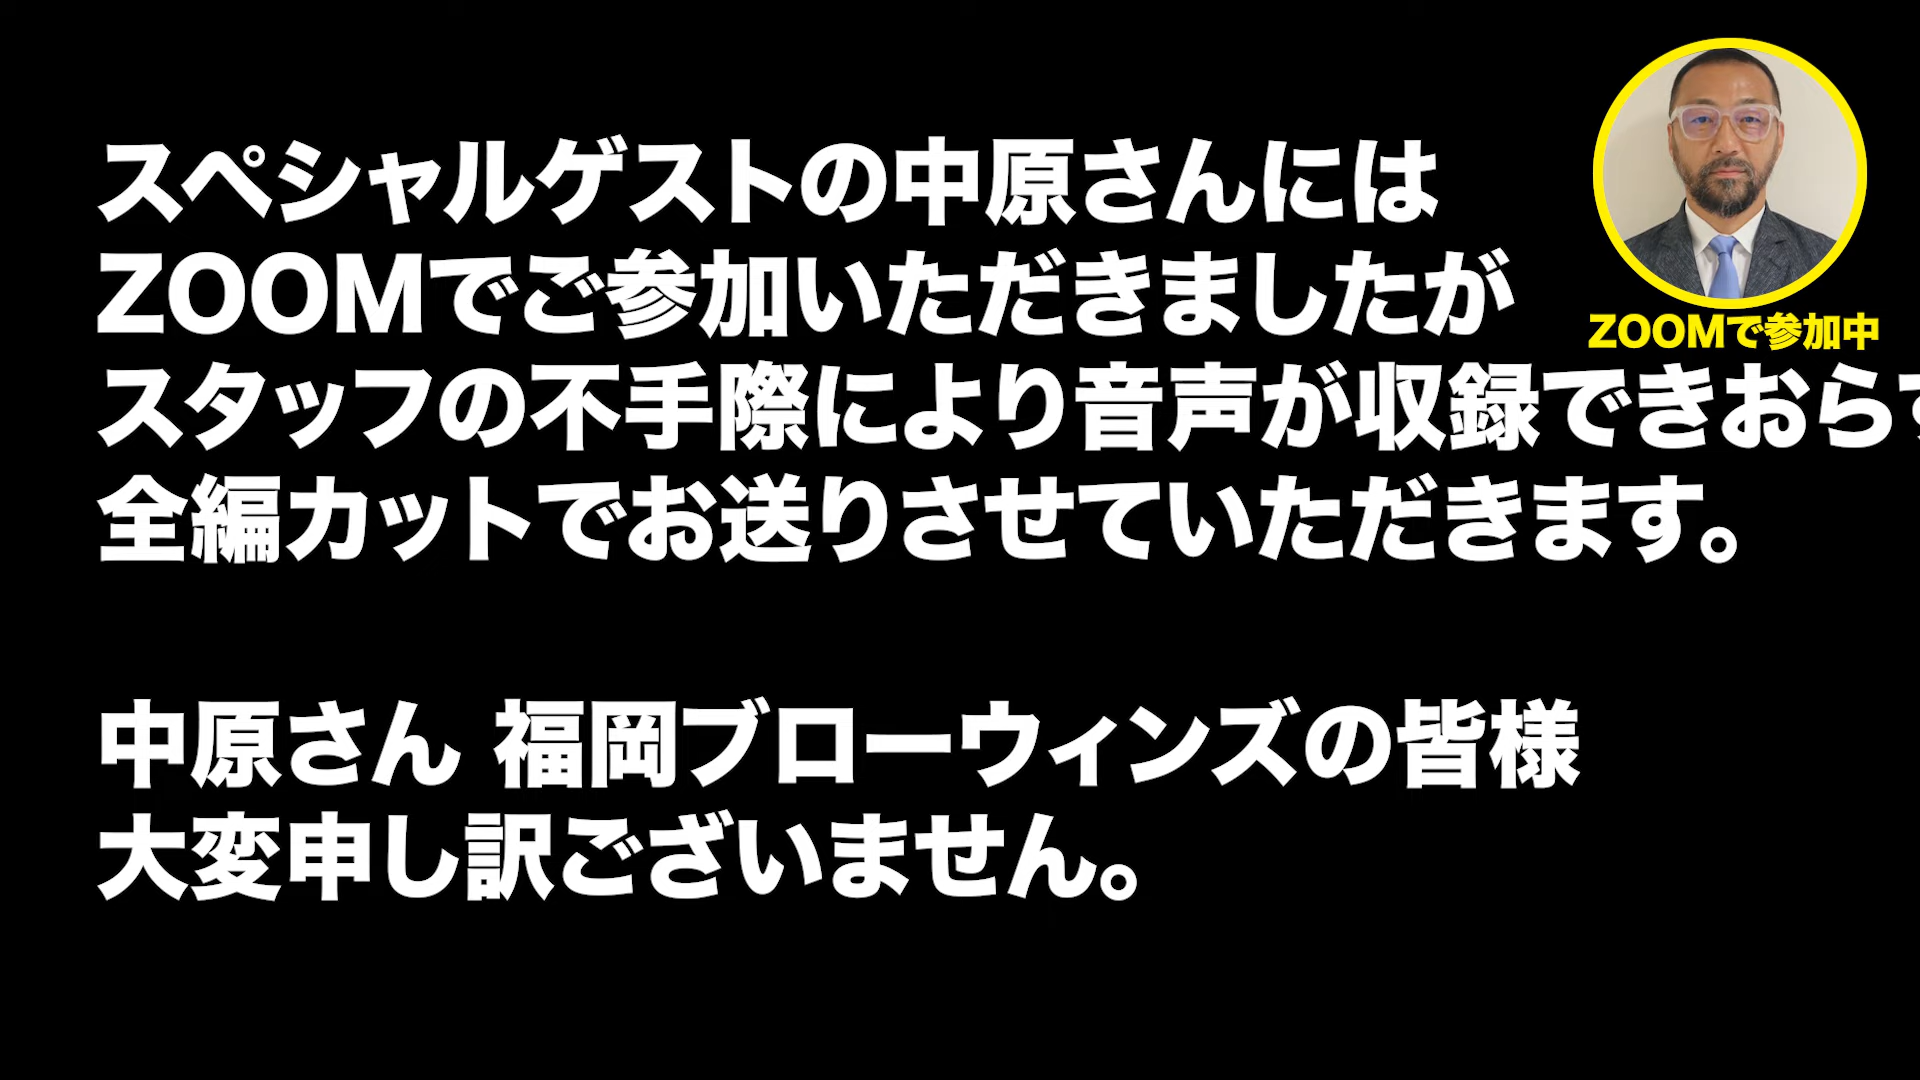 スペシャルゲストの中原さんには
ZOOMでご参加いただきましたが
スタッフの不手際により音声が収録できおらず
全編カットでお送りさせていただきます。
中原さん 福岡ブローウィンズの皆様
大変申し訳ございません。
ZOOMで参加中